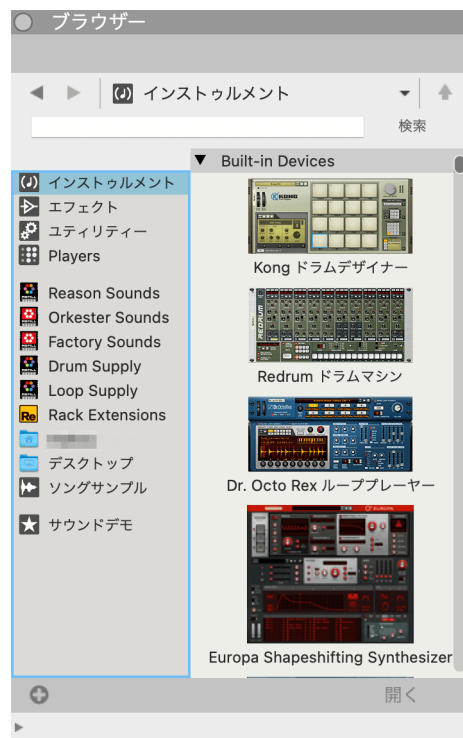 ブラウザー
インストゥルメント
検索
インストゥルメント
エフェクト
ユティリティー
Players
Reason Sounds
Orkester Sounds
Factory Sounds
Drum Supply
Loop Supply
Re Rack Extensions
デスクトップ
ソングサンプル
サウンドデモ
Built-in Devices
KONG
Kong ドラムデザイナー
REDRUM
Redrum ドラムマシン
Dr. Octo Rex ループプレーヤー
EUROPA
Europa Shapeshifting Synthesizer
開く